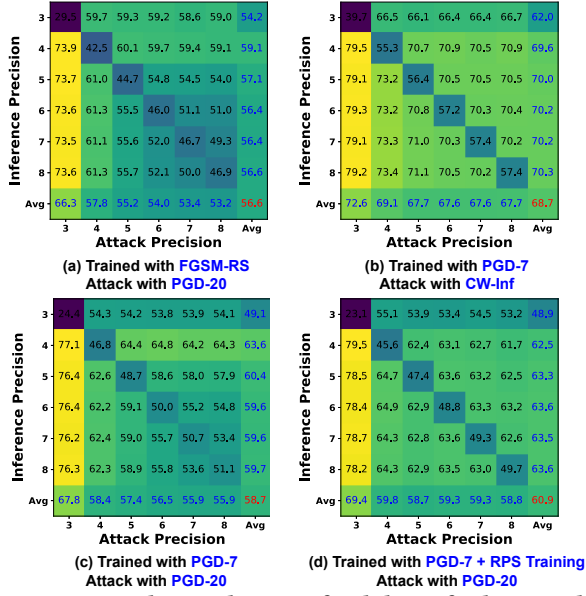 Inference Precision
3 29.5 59.7 59.3 59.2 58.6 59.0 54.2
4 73.9 42.5 60.1 59.7 59.4 59.1 59.1
5 73.7 61.0 44.7 54.8 54.5 54.0 57.1
6 73.6 61.3 55.5 46.0 51.1 51.0 56.4
7 73.5 61.1 55.6 52.0 46.7 49.3 56.4
8 73.6 61.3 55.7 52.1 50.0 46.9 56.6
Avg 66.3 57.8 55.2 54.0 53.4 53.2 56.6
3 4 5 6 7 8 Avg
Attack Precision
(a) Trained with FGSM-RS
Attack with PGD-20
Inference Precision
3 39.7 66.5 66.1 66.4 66.4 66.7 62.0
4 79.5 55.3 70.7 70.9 70.9 70.5 69.6
5 79.1 73.2 56.4 70.5 70.5 70.5 70.0
6 79.3 73.2 70.8 57.2 70.3 70.4 70.2
7 79.1 73.3 71.0 70.3 57.4 70.2 70.2
8 79.2 73.4 71.1 70.5 70.2 57.4 70.3
Avg 72.6 69.1 67.7 67.6 67.6 67.7 68.7
3 4 5 6 7 8 Avg
Attack Precision
(b) Trained with PGD-7
Attack with CW-Inf
Inference Precision
3 24.4 54.3 54.2 53.8 53.9 54.1 49.1
4 77.1 46.8 64.4 64.2 64.2 64.3 63.6
5 76.4 62.6 48.7 58.6 58.0 57.9 60.4
6 76.4 62.2 59.1 50.0 55.2 54.8 59.6
7 76.2 62.4 59.0 55.7 50.7 53.4 59.6
8 76.3 62.3 58.9 55.8 53.6 51.1 59.7
Avg 67.8 58.4 57.4 56.5 55.9 55.9 58.7
3 4 5 6 7 8 Avg
Attack Precision
(c) Trained with PGD-7
Attack with PGD-20
Inference Precision
3 23.1 55.1 53.9 53.4 54.5 53.2 48.9
4 79.5 45.6 62.4 63.1 62.7 61.7 62.5
5 78.5 64.7 47.4 63.6 63.2 62.5 63.3
6 78.4 64.9 62.9 48.8 63.3 63.2 63.6
7 78.7 64.3 62.8 63.6 49.3 62.6 63.5
8 78.2 64.3 62.9 63.5 63.0 49.7 63.6
Avg 69.4 59.8 58.7 59.3 59.3 58.8 60.9
3 4 5 6 7 8 Avg
Attack Precision
(d) Trained with PGD-7 + RPS Training
Attack with PGD-20